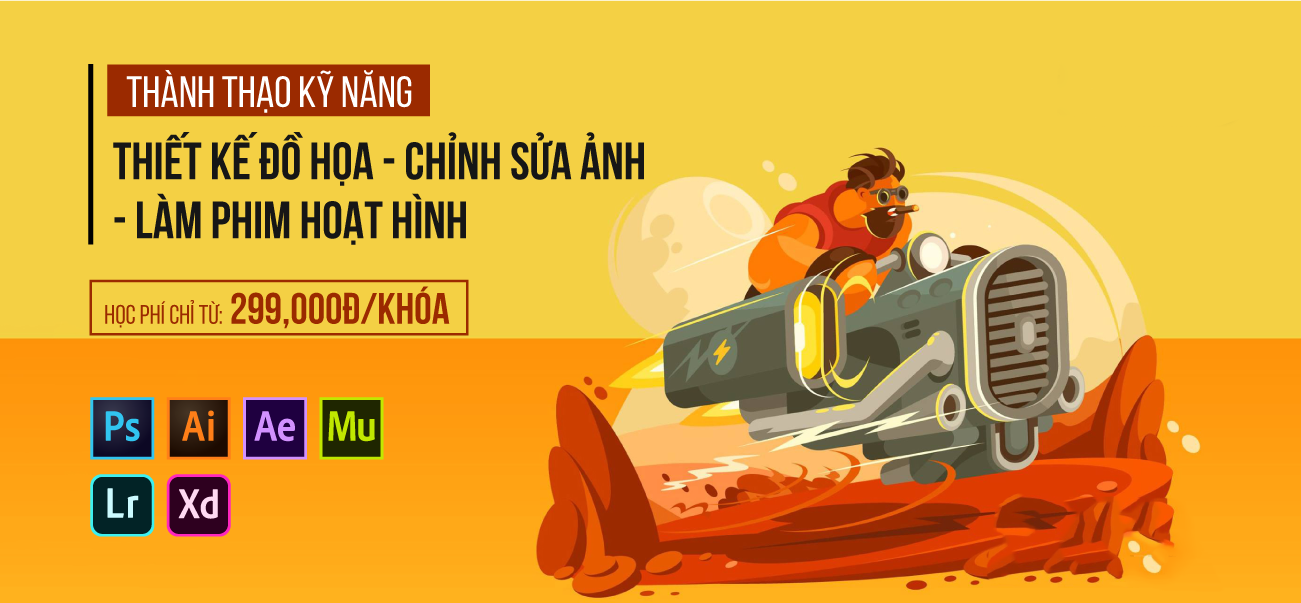 THÀNH THẠO KỸ NĂNG
THIẾT KẾ ĐỒ HỌA - CHỈNH SỬA ẢNH
- LÀM PHIM HOẠT HÌNH
HỌC PHÍ CHỈ TỪ: 299,000Đ/KHÓA
Ps Ai Ae Mu
Lr Xd